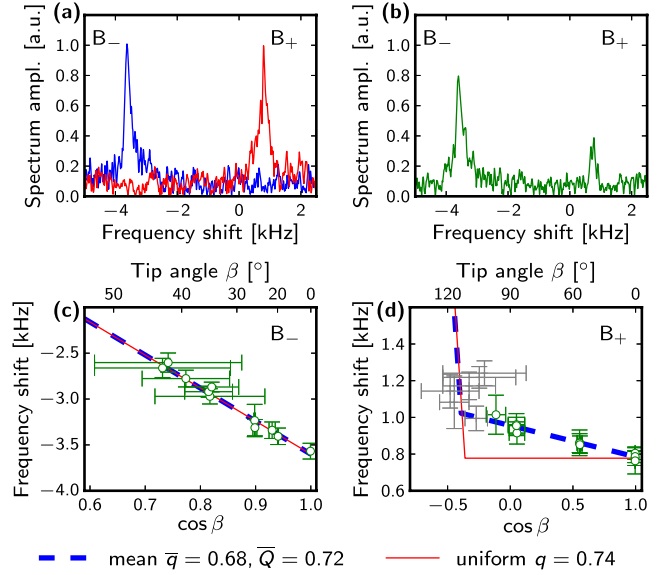 (a)
B− B+
Spectrum ampl. [a.u.]
1.0
0.8
0.6
0.4
0.2
0.0
−4 −2 0 2
Frequency shift [kHz]
(b)
B− B+
Spectrum ampl. [a.u.]
1.0
0.8
0.6
0.4
0.2
0.0
−4 −2 0 2
Frequency shift [kHz]
Tip angle β [°]
50 40 30 20 10 0
(c)
B−
Frequency shift [kHz]
−2.5
−3.0
−3.5
−4.0
0.6 0.7 0.8 0.9 1.0
cos β
Tip angle β [°]
120 90 60 30 0
(d)
B+
Frequency shift [kHz]
1.4
1.2
1.0
0.8
0.6
−0.5 0.0 0.5 1.0
cos β
mean q̅ = 0.68, Q̅ = 0.72
uniform q = 0.74